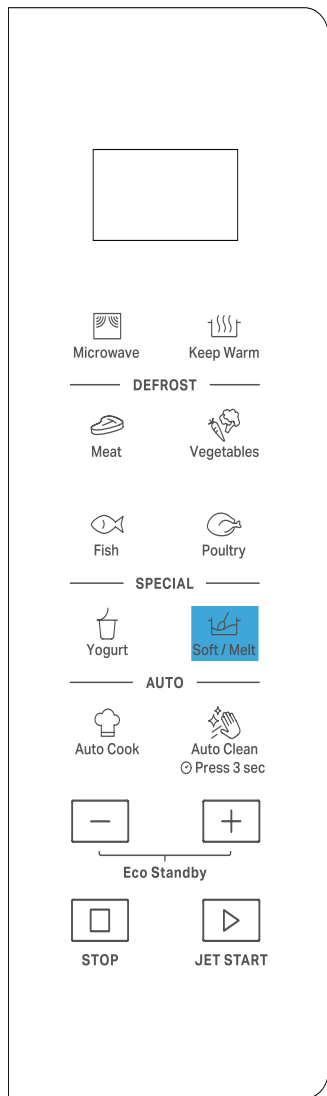 Microwave Keep Warm
DEFROST
Meat Vegetables
Fish Poultry
SPECIAL
Yogurt Soft / Melt
AUTO
Auto Cook Auto Clean
Press 3 sec
Eco Standby
STOP JET START